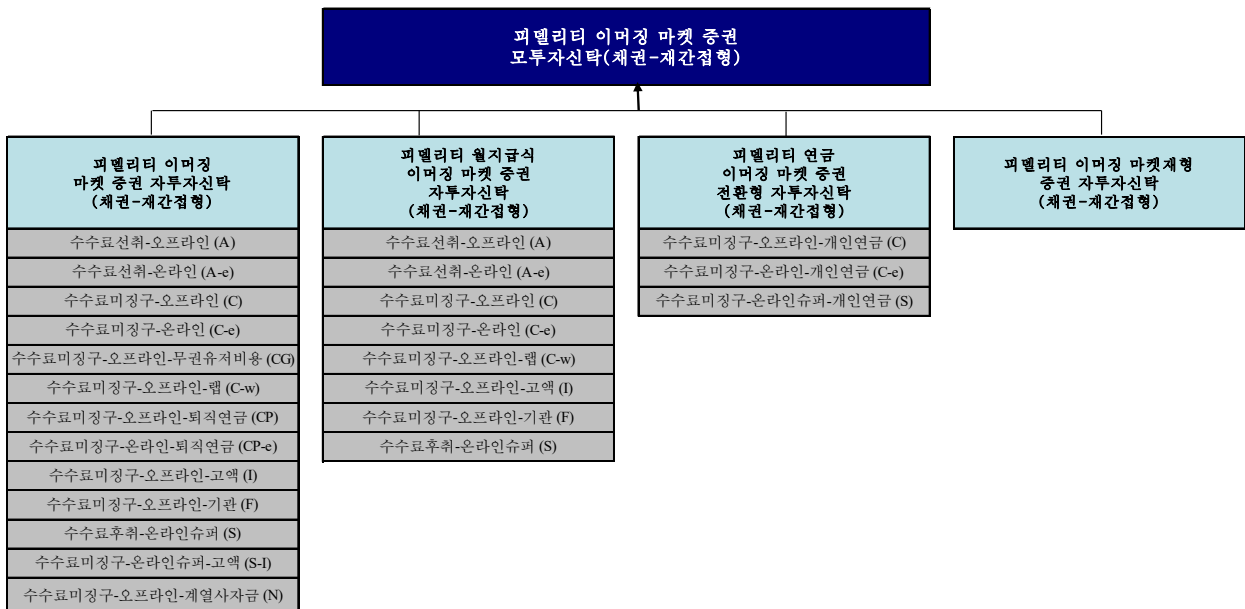 피델리티 이머징 마켓 증권
모투자신탁(채권-재간접형)
피델리티 이머징
마켓 증권 자투자신탁
(채권-재간접형)
수수료선취-오프라인 (A)
수수료선취-온라인 (A-e)
수수료미징구-오프라인 (C)
수수료미징구-온라인 (C-e)
수수료미징구-오프라인-무권유저비용 (CG)
수수료미징구-오프라인-랩 (C-w)
수수료미징구-오프라인-퇴직연금 (CP)
수수료미징구-온라인-퇴직연금 (CP-e)
수수료미징구-오프라인-고액 (I)
수수료미징구-오프라인-기관 (F)
수수료후취-온라인슈퍼 (S)
수수료미징구-온라인슈퍼-고액 (S-I)
수수료미징구-오프라인-계열사자금 (N)
피델리티 월지급식
이머징 마켓 증권
자투자신탁
(채권-재간접형)
수수료선취-오프라인 (A)
수수료선취-온라인 (A-e)
수수료미징구-오프라인 (C)
수수료미징구-온라인 (C-e)
수수료미징구-오프라인-랩 (C-w)
수수료미징구-오프라인-고액 (I)
수수료미징구-오프라인-기관 (F)
수수료후취-온라인슈퍼 (S)
피델리티 연금
이머징 마켓 증권
전환형 자투자신탁
(채권-재간접형)
수수료미징구-오프라인-개인연금 (C)
수수료미징구-온라인-개인연금 (C-e)
수수료미징구-온라인슈퍼-개인연금 (S)
피델리티 이머징 마켓재형
증권 자투자신탁
(채권-재간접형)